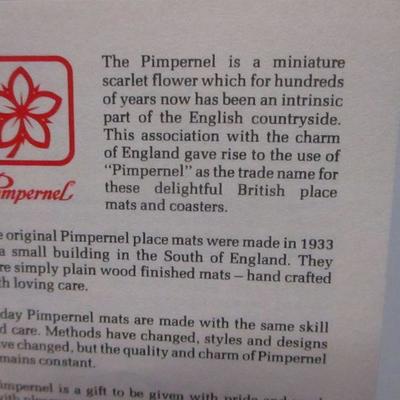 The Pimpernel is a miniature
scarlet flower which for hundreds
of years now has been an intrinsic
part of the English countryside.
This association with the charm
of England gave rise to the use of
"Pimpernel" as the trade name for
these delightful British place
mats and coasters.
impernel
e original Pimpernel place mats were made in 1933
a small building in the South of England. They
re simply plain wood finished mats – hand crafted
th loving care.
day Pimpernel mats are made with the same skill
d care. Methods have changed, styles and designs
ve changed, but the quality and charm of Pimpernel
mains constant.
impernel is a gift to be given with pride and